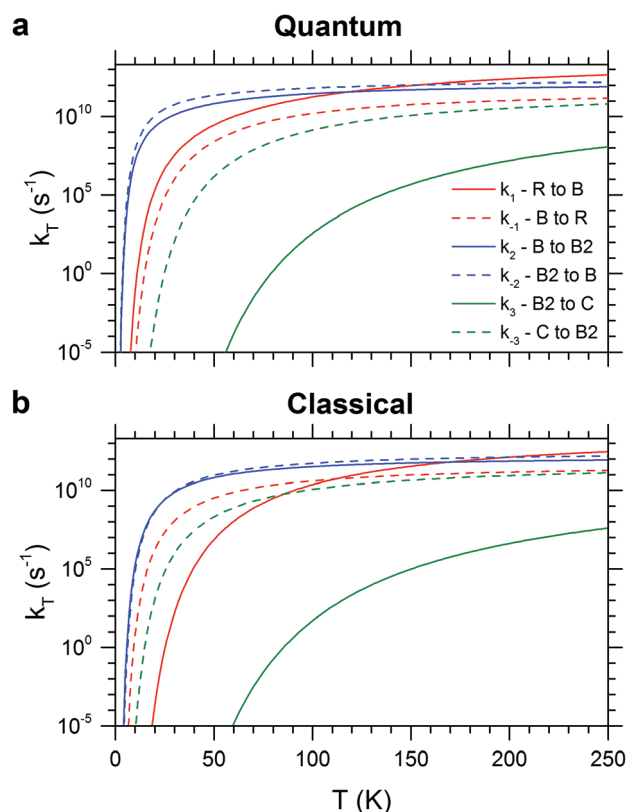 a
Quantum
10^10
10^5
10^0
10^-5
k_T (s^-1)
k_1 - R to B
k_-1 - B to R
k_2 - B to B2
k_-2 - B2 to B
k_3 - B2 to C
k_-3 - C to B2
b
Classical
10^10
10^5
10^0
10^-5
k_T (s^-1)
0 50 100 150 200 250
T (K)